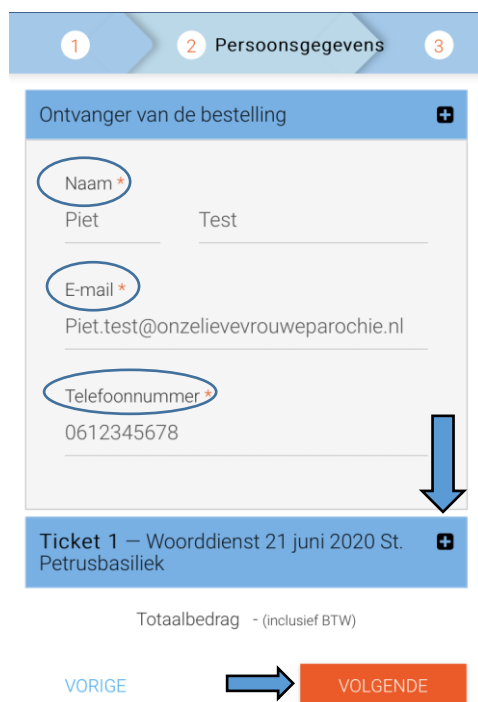 1 2 Persoonsgegevens 3
Ontvanger van de bestelling
Naam *
Piet Test
E-mail *
Piet.test@onzelievevrouweparochie.nl
Telefoonnummer *
0612345678
Ticket 1 – Woorddienst 21 juni 2020 St.
Petrusbasiliek
Totaalbedrag - (inclusief BTW)
VORIGE VOLGENDE